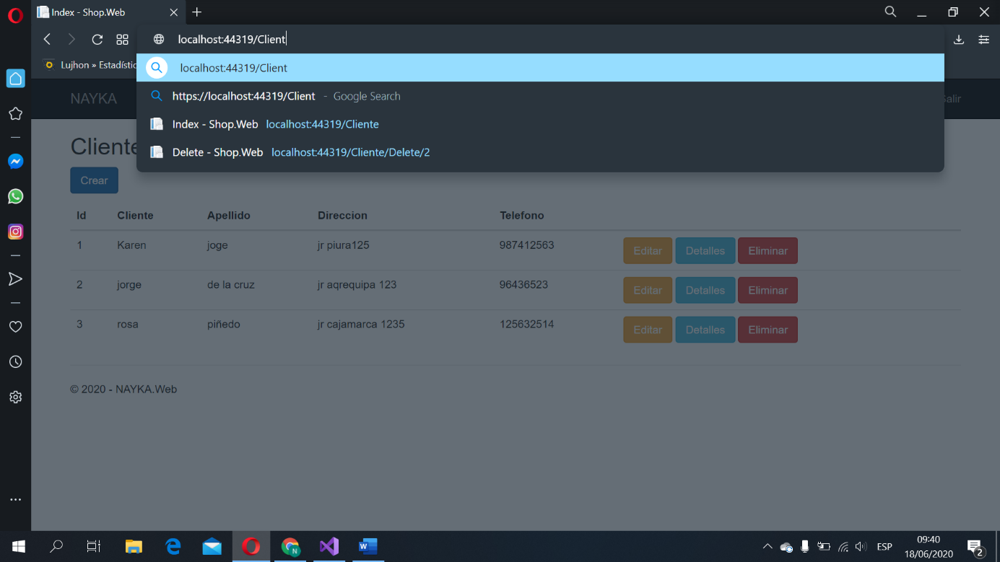 Index - Shop.Web
localhost:44319/Client
Lujhon » Estadístic
localhost:44319/Client
https://localhost:44319/Client - Google Search
NAYKA
alir
Index - Shop.Web localhost:44319/Cliente
Delete - Shop.Web localhost:44319/Cliente/Delete/2
Cliente
Crear
Id Cliente Apellido Direccion Telefono
1 Karen joge jr piura125 987412563 Editar Detalles Eliminar
2 jorge de la cruz jr aqrequipa 123 96436523 Editar Detalles Eliminar
3 rosa piñedo jr cajamarca 1235 125632514 Editar Detalles Eliminar
© 2020 - NAYKA.Web
N
W
ESP
09:40
18/06/2020
2